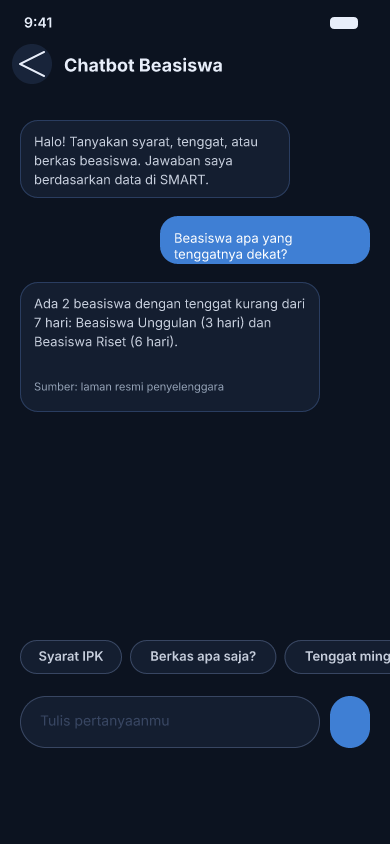 9:41
Chatbot Beasiswa
Halo! Tanyakan syarat, tenggat, atau
berkas beasiswa. Jawaban saya
berdasarkan data di SMART.
Beasiswa apa yang
tenggatnya dekat?
Ada 2 beasiswa dengan tenggat kurang dari
7 hari: Beasiswa Unggulan (3 hari) dan
Beasiswa Riset (6 hari).
Sumber: laman resmi penyelenggara
Syarat IPK
Berkas apa saja?
Tenggat ming
Tulis pertanyaanmu